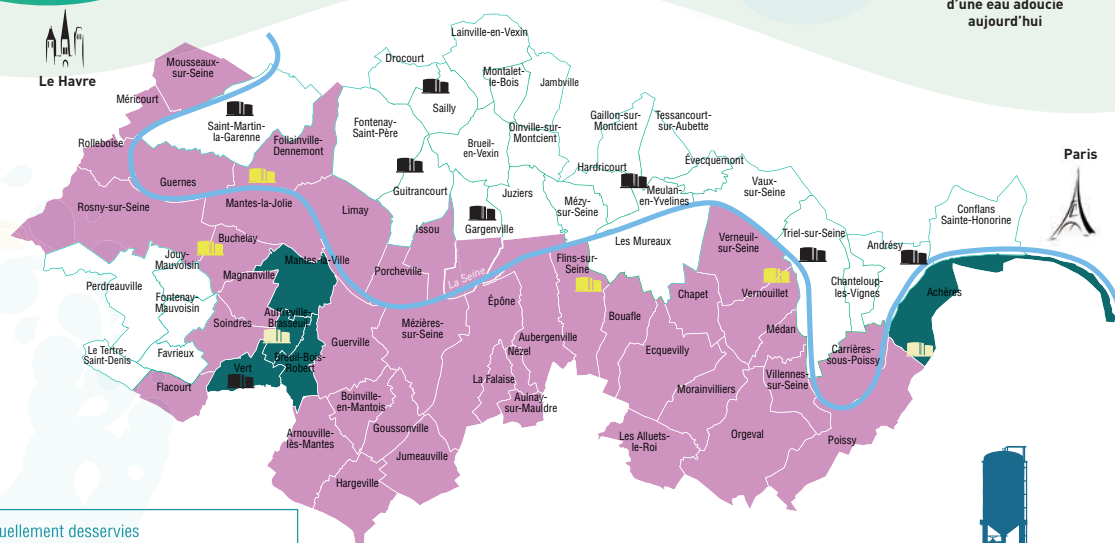 d'une eau adoucie
aujourd'hui
Le Havre
Paris
Mousseaux-
sur-Seine
Méricourt
Saint-Martin-
la-Garenne
Rolleboise
Follainville-
Dennemont
Guernes
Rosny-sur-Seine
Mantes-la-Jolie
Buchelay
Jouy-
Mauvoisin
Magnanville
Mantes-la-Ville
Perdreauville
Fontenay-
Mauvoisin
Soindres
Auffreville-
Brasseuil
Le Tertre-
Saint-Denis
Favrieux
Vert
Breuil-Bois-
Robert
Flacourt
Drocourt
Lainville-en-Vexin
Montalet-
le-Bois
Jambville
Sailly
Fontenay-
Saint-Père
Brueil-
en-Vexin
Oinville-sur-
Montcient
Gaillon-sur-
Montcient
Tessancourt-
sur-Aubette
Guitrancourt
Hardricourt
Évecquemont
Limay
Issou
Gargenville
Juziers
Mézy-
sur-Seine
Meulan-
en-Yvelines
Vaux-
sur-Seine
Porcheville
La Seine
Les Mureaux
Flins-sur-
Seine
Verneuil-
sur-Seine
Triel-sur-Seine
Andrésy
Conflans
Sainte-Honorine
Chanteloup-
les-Vignes
Achères
Vernouillet
Chapet
Épône
Mézières-
sur-Seine
Guerville
Aubergenville
Bouafle
Nézel
Ecquevilly
Médan
Carrières-
sous-Poissy
Villennes-
sur-Seine
La Falaise
Morainvilliers
Aulnay-
sur-Mauldre
Boinville-
en-Mantois
Goussonville
Arnouville-
lès-Mantes
Jumeauville
Hargeville
Les Alluets-
le-Roi
Orgeval
Poissy
uellement desservies